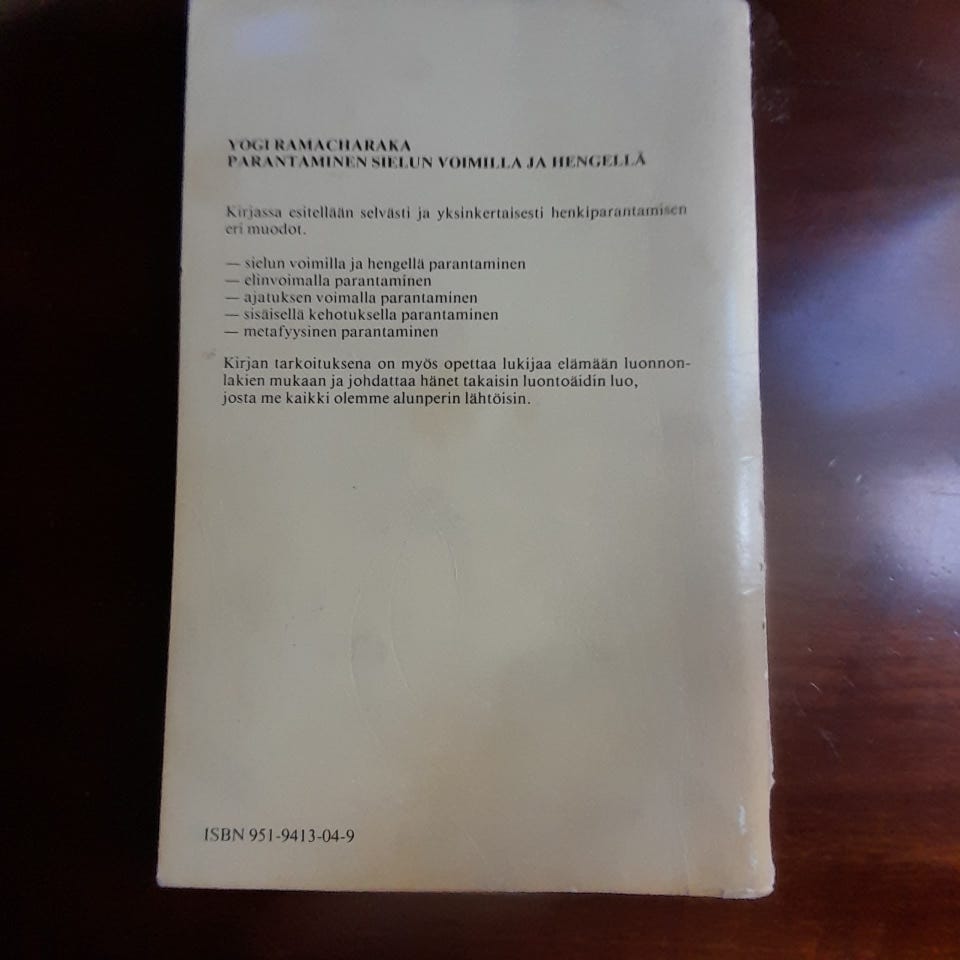 YOGI RAMACHARAKA
PARANTAMINEN SIELUN VOIMILLA JA HENGELLÄ
Kirjassa esitellään selvästi ja yksinkertaisesti henkiparantamisen
eri muodot.
— sielun voimilla ja hengellä parantaminen
— elinvoimalla parantaminen
— ajatuksen voimalla parantaminen
— sisäisellä kehotuksella parantaminen
— metafyysinen parantaminen
Kirjan tarkoituksena on myös opettaa lukijaa elämään luonnon-
lakien mukaan ja johdattaa hänet takaisin luontoäidin luo,
josta me kaikki olemme alunperin lähtöisin.
ISBN 951-9413-04-9